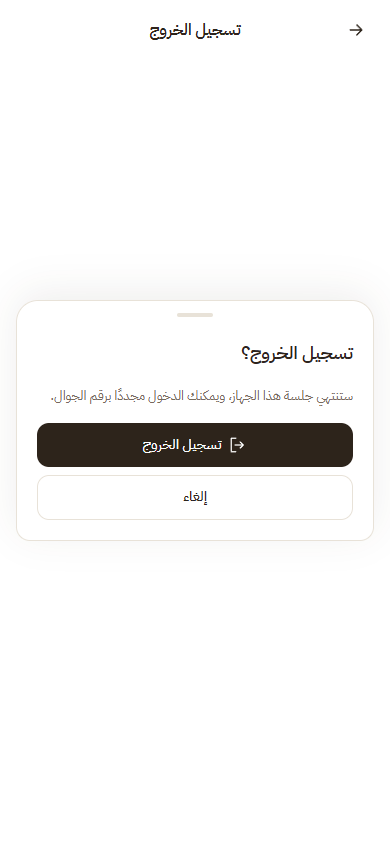 تسجيل الخروج
تسجيل الخروج؟
ستنتهي جلسة هذا الجهاز، ويمكنك الدخول مجددًا برقم الجوال.
تسجيل الخروج
إلغاء